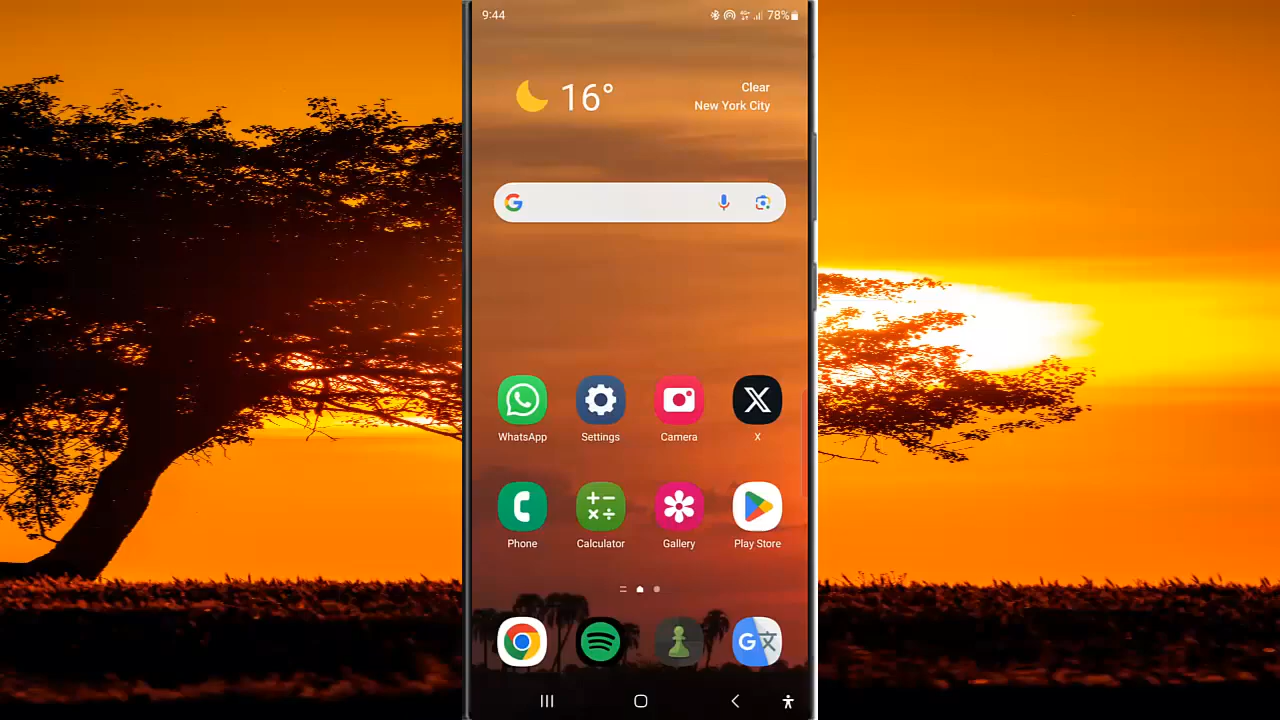 9:44
78%
16°
Clear
New York City
WhatsApp
Settings
Camera
X
Phone
Calculator
Gallery
Play Store